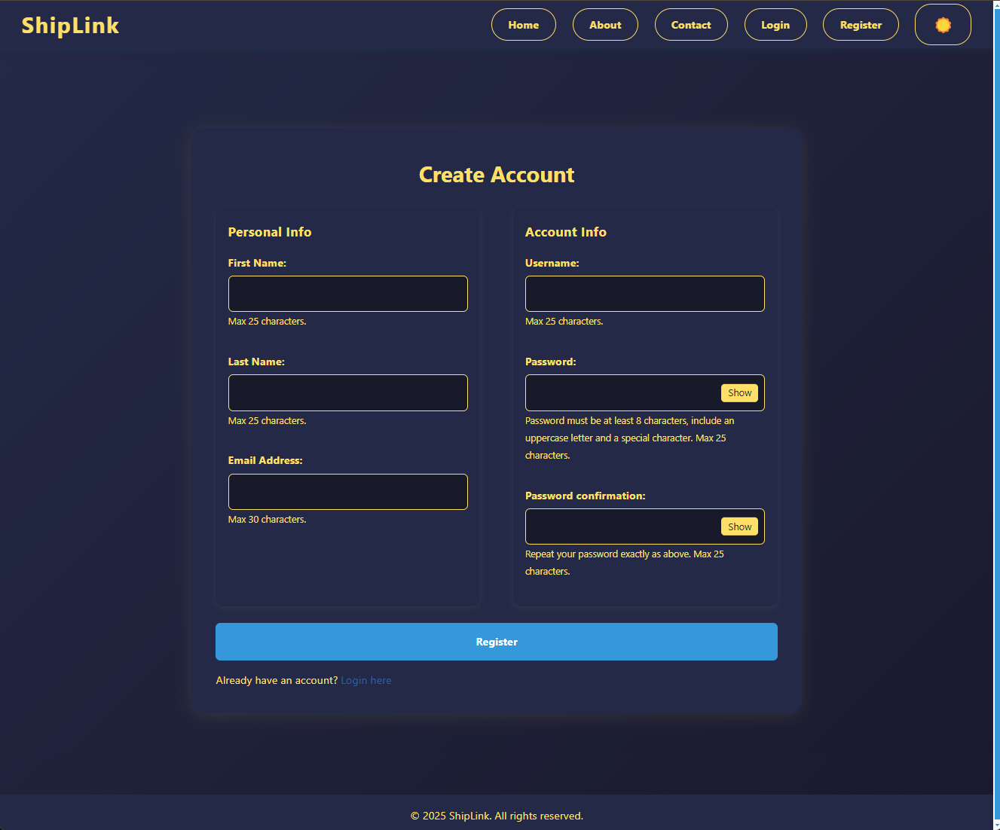 ShipLink
Home
About
Contact
Login
Register
Create Account
Personal Info
First Name:
Max 25 characters.
Last Name:
Max 25 characters.
Email Address:
Max 30 characters.
Account Info
Username:
Max 25 characters.
Password:
Show
Password must be at least 8 characters, include an
uppercase letter and a special character. Max 25
characters.
Password confirmation:
Show
Repeat your password exactly as above. Max 25
characters.
Register
Already have an account? Login here
© 2025 ShipLink. All rights reserved.